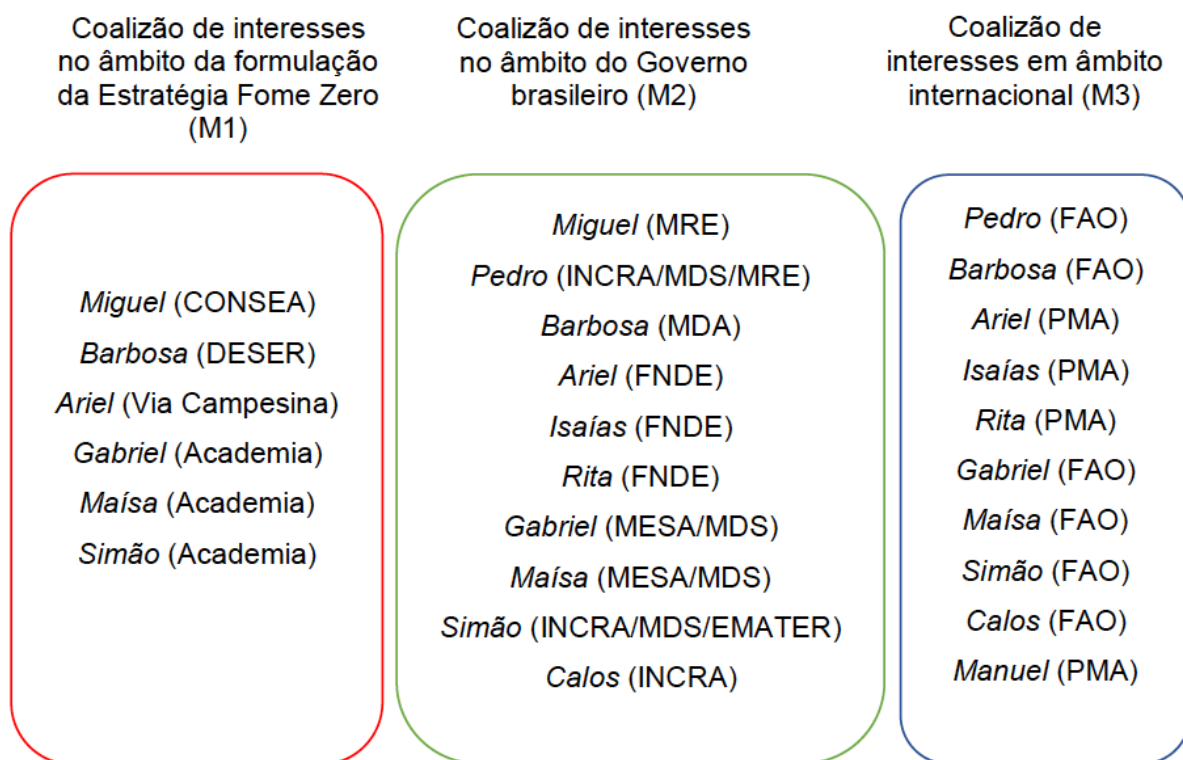 Coalizão de interesses
no âmbito da formulação
da Estratégia Fome Zero
(M1)
Miguel (CONSEA)
Barbosa (DESER)
Ariel (Via Campesina)
Gabriel (Academia)
Maísa (Academia)
Simão (Academia)
Coalizão de interesses
no âmbito do Governo
brasileiro (M2)
Miguel (MRE)
Pedro (INCRA/MDS/MRE)
Barbosa (MDA)
Ariel (FNDE)
Isaías (FNDE)
Rita (FNDE)
Gabriel (MESA/MDS)
Maísa (MESA/MDS)
Simão (INCRA/MDS/EMATER)
Calos (INCRA)
Coalizão de
interesses em âmbito
internacional (M3)
Pedro (FAO)
Barbosa (FAO)
Ariel (PMA)
Isaías (PMA)
Rita (PMA)
Gabriel (FAO)
Maísa (FAO)
Simão (FAO)
Calos (FAO)
Manuel (PMA)